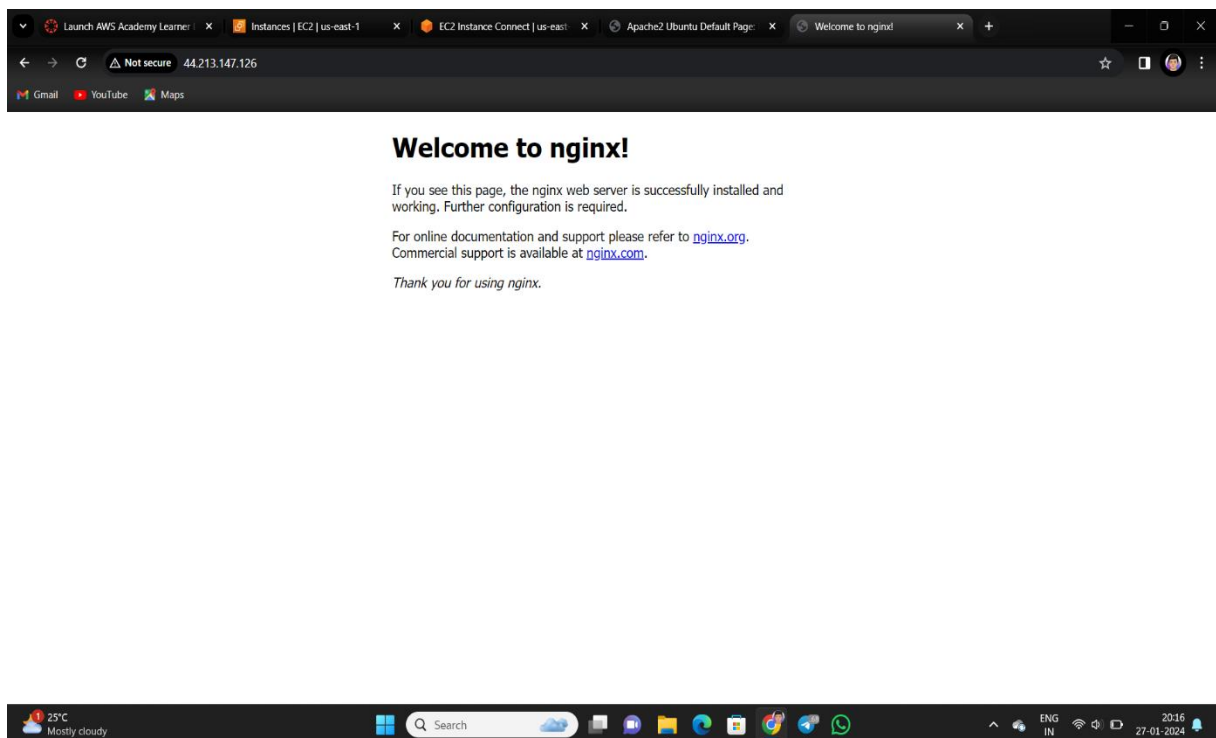 Launch AWS Academy Learner
Instances | EC2 | us-east-1
EC2 Instance Connect | us-east-
Apache2 Ubuntu Default Page:
Welcome to nginx!
Not secure 44.213.147.126
Gmail YouTube Maps
Welcome to nginx!
If you see this page, the nginx web server is successfully installed and
working. Further configuration is required.
For online documentation and support please refer to nginx.org.
Commercial support is available at nginx.com.
Thank you for using nginx.
1
25°C
Mostly cloudy
Search
ENG
IN
20:16
27-01-2024